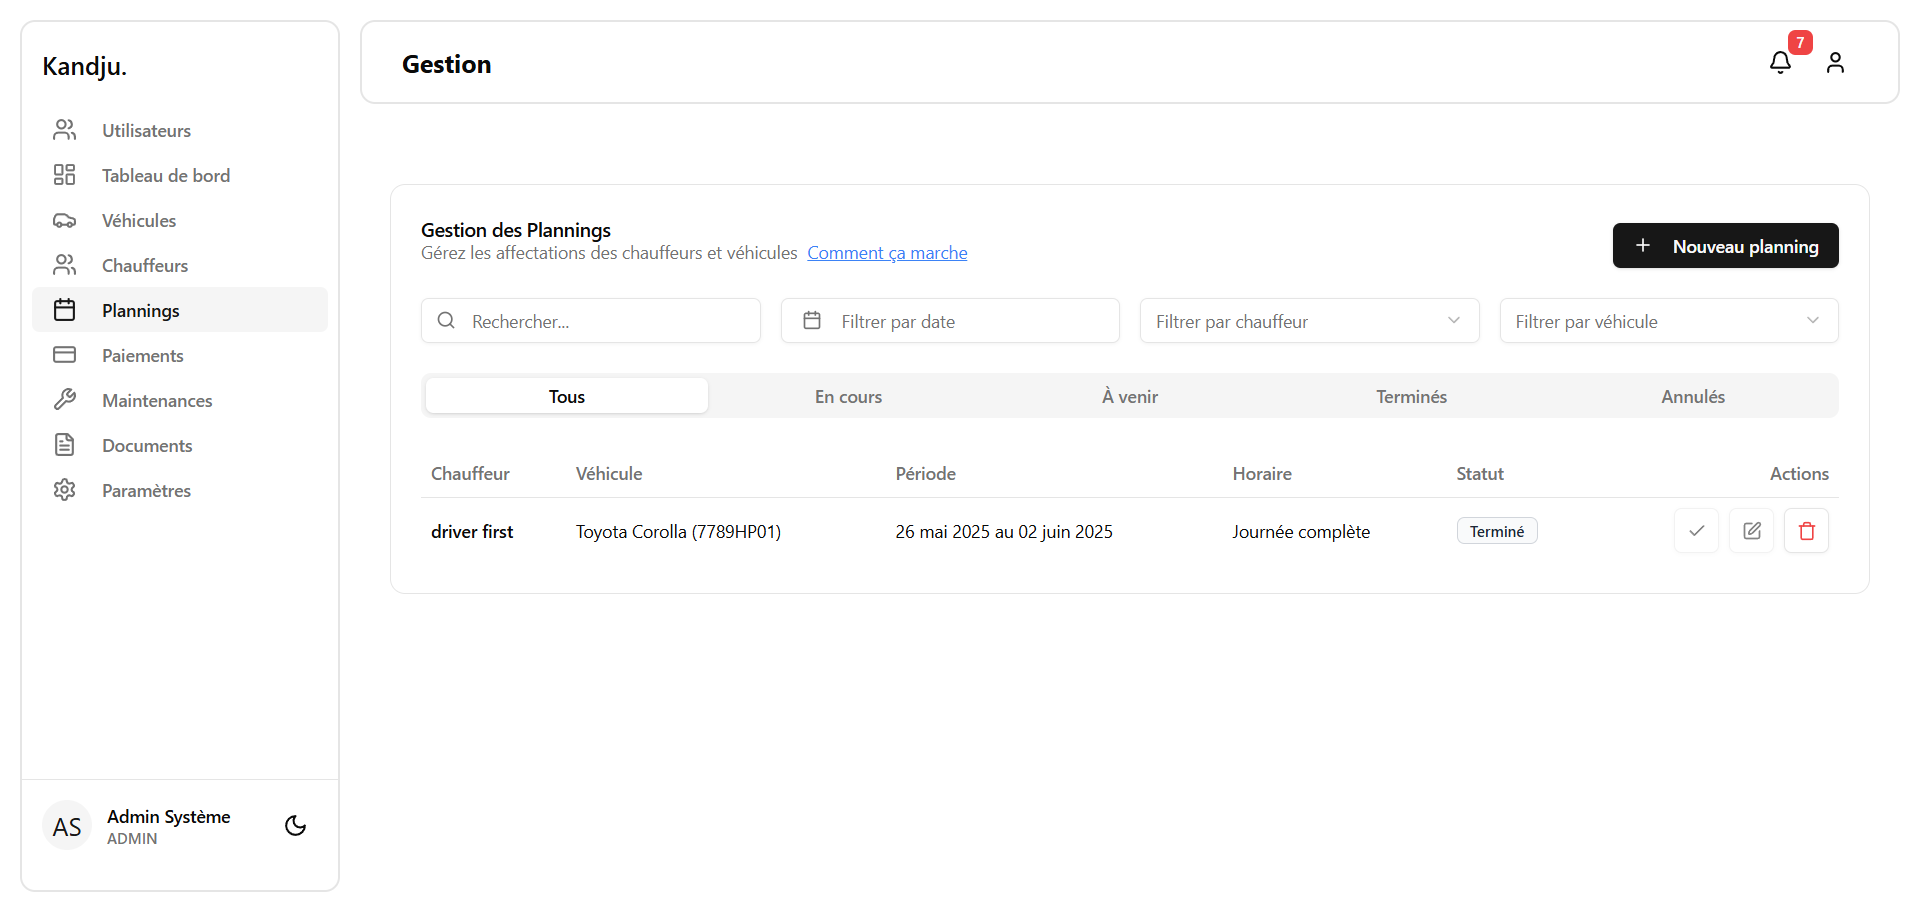 Kandju.
Utilisateurs
Tableau de bord
Véhicules
Chauffeurs
Plannings
Paiements
Maintenances
Documents
Paramètres
AS
Admin Système
ADMIN
Gestion
7
Gestion des Plannings
Gérez les affectations des chauffeurs et véhicules Comment ça marche
Nouveau planning
Rechercher...
Filtrer par date
Filtrer par chauffeur
Filtrer par véhicule
Tous
En cours
À venir
Terminés
Annulés
Chauffeur Véhicule Période Horaire Statut Actions
driver first Toyota Corolla (7789HP01) 26 mai 2025 au 02 juin 2025 Journée complète Terminé